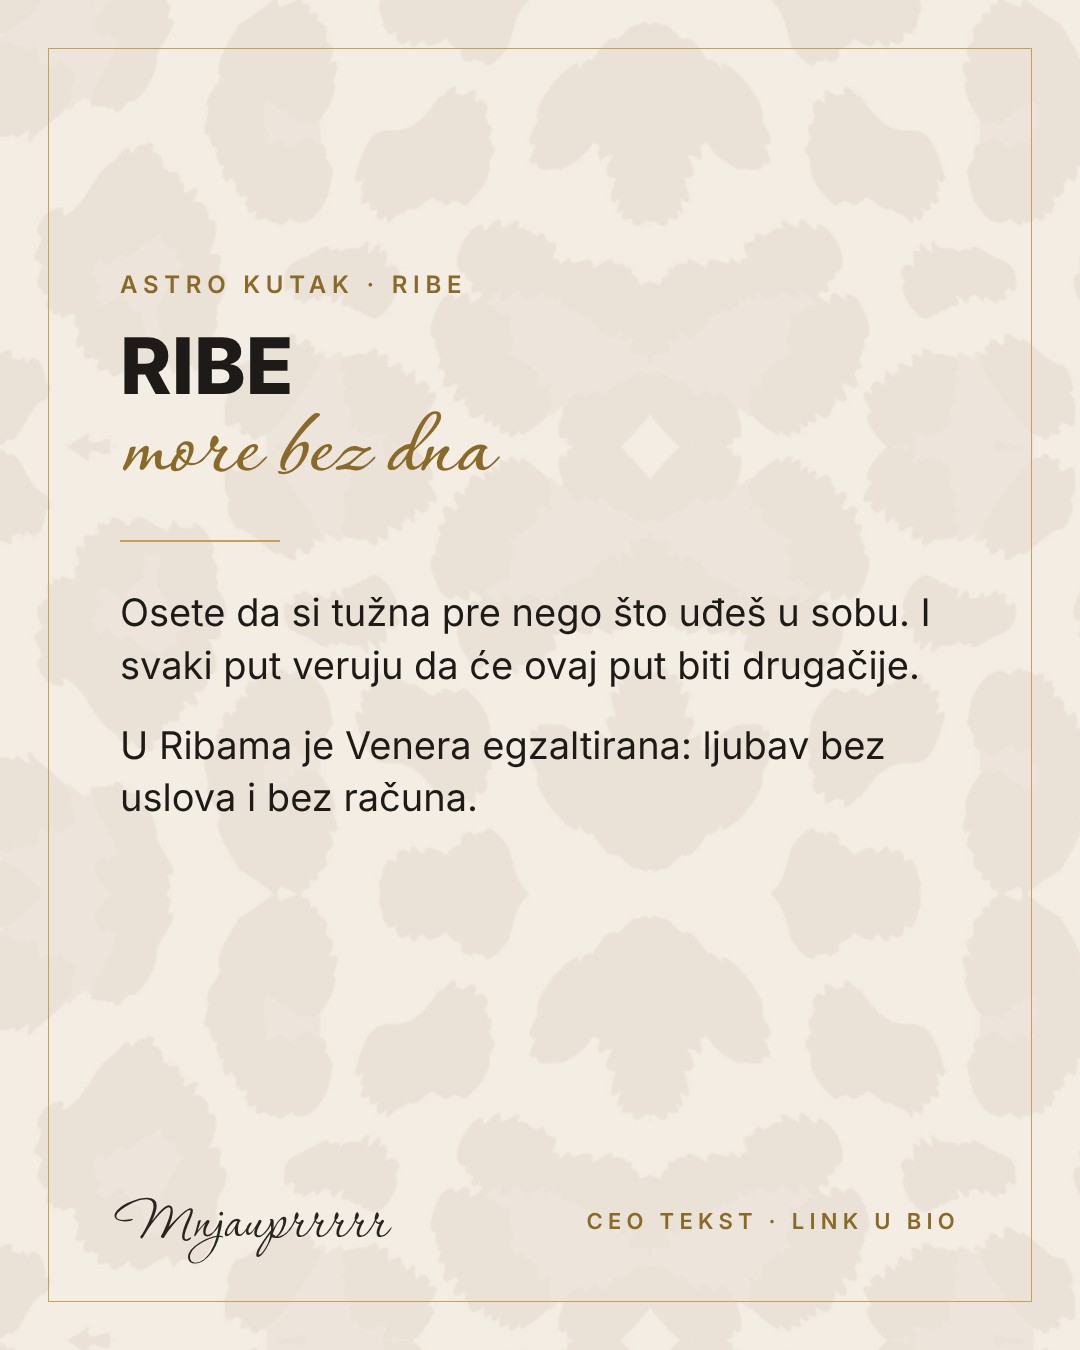 ASTRO KUTAK · RIBE
RIBE
more bez dna
Osete da si tužna pre nego što uđeš u sobu. I
svaki put veruju da će ovaj put biti drugačije.
U Ribama je Venera egzaltirana: ljubav bez
uslova i bez računa.
Mnjauprrrrr
CEO TEKST · LINK U BIO